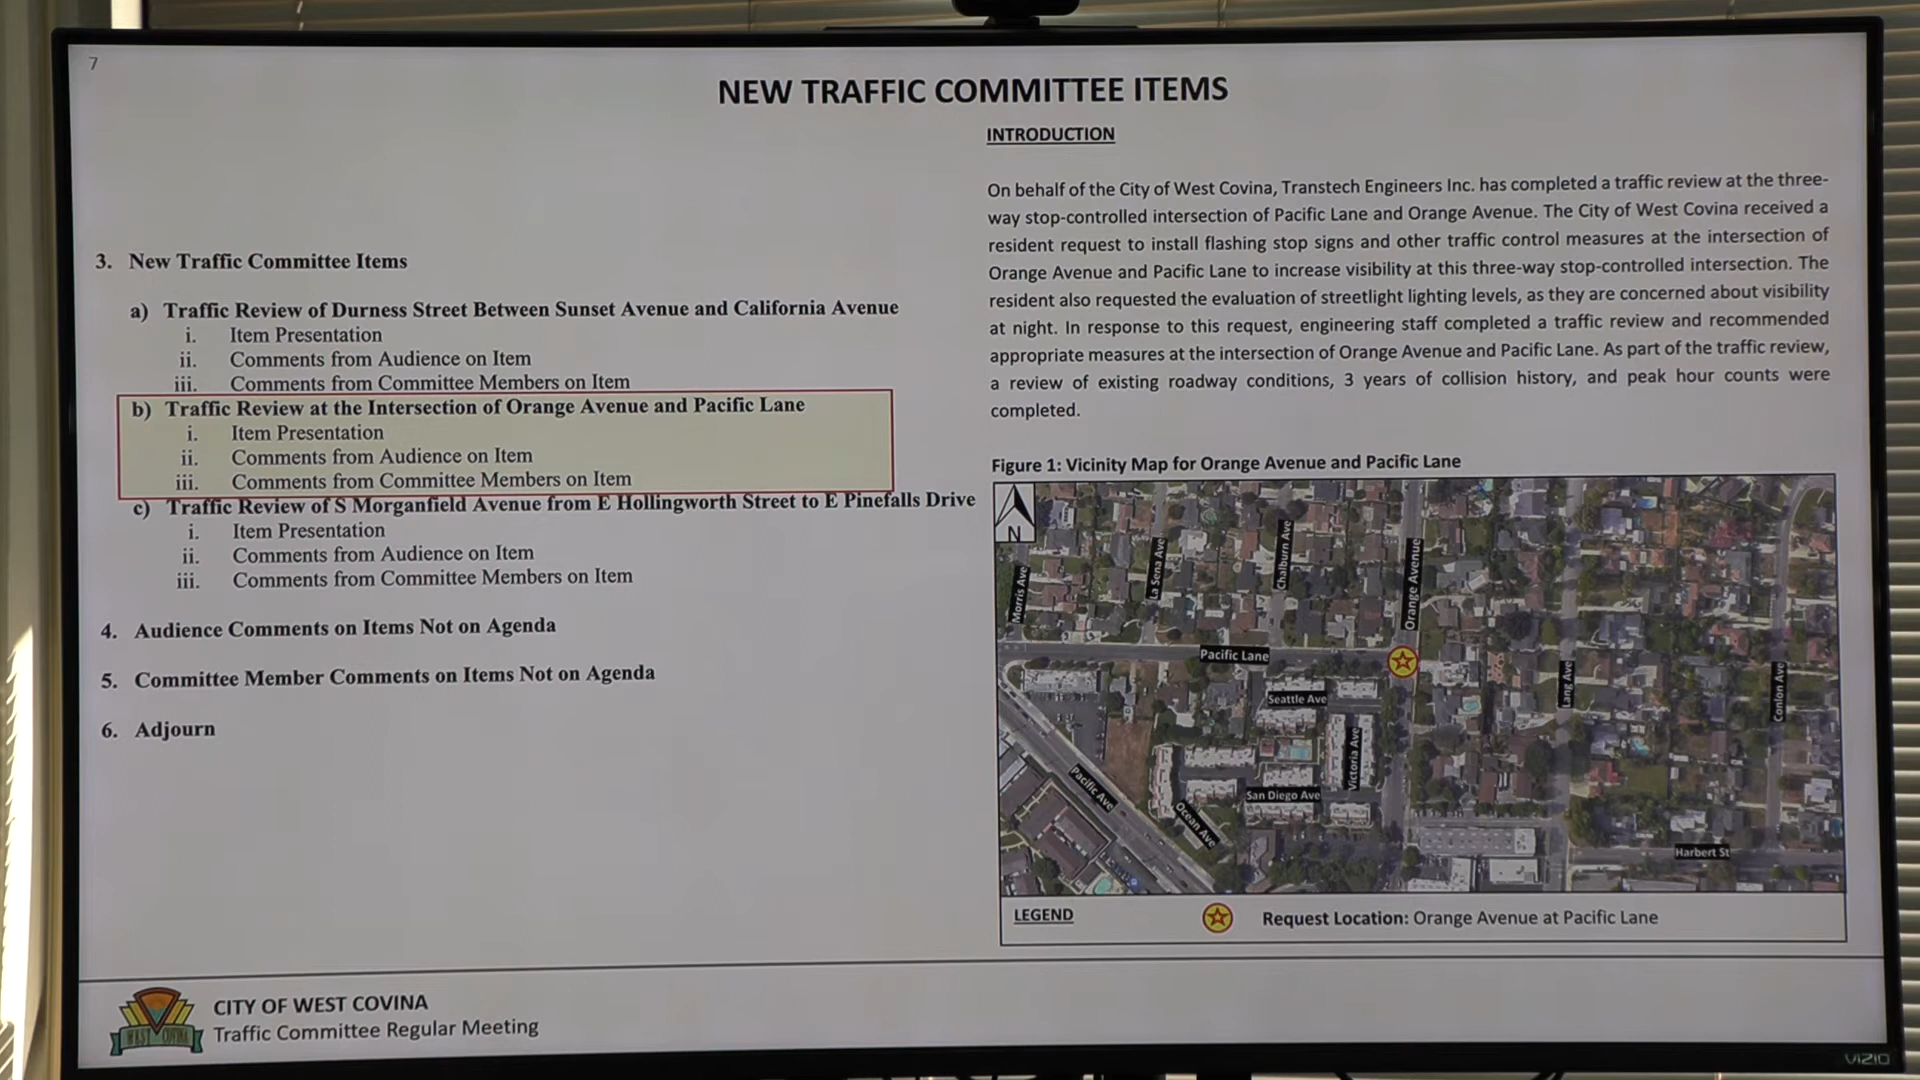 7
NEW TRAFFIC COMMITTEE ITEMS
3. New Traffic Committee Items
a) Traffic Review of Durness Street Between Sunset Avenue and California Avenue
i. Item Presentation
ii. Comments from Audience on Item
iii. Comments from Committee Members on Item
b) Traffic Review at the Intersection of Orange Avenue and Pacific Lane
i. Item Presentation
ii. Comments from Audience on Item
iii. Comments from Committee Members on Item
c) Traffic Review of S Morganfield Avenue from E Hollingworth Street to E Pinefalls Drive
i. Item Presentation
ii. Comments from Audience on Item
iii. Comments from Committee Members on Item
4. Audience Comments on Items Not on Agenda
5. Committee Member Comments on Items Not on Agenda
6. Adjourn
INTRODUCTION
On behalf of the City of West Covina, Transtech Engineers Inc. has completed a traffic review at the three-
way stop-controlled intersection of Pacific Lane and Orange Avenue. The City of West Covina received a
resident request to install flashing stop signs and other traffic control measures at the intersection of
Orange Avenue and Pacific Lane to increase visibility at this three-way stop-controlled intersection. The
resident also requested the evaluation of streetlight lighting levels, as they are concerned about visibility
at night. In response to this request, engineering staff completed a traffic review and recommended
appropriate measures at the intersection of Orange Avenue and Pacific Lane. As part of the traffic review,
a review of existing roadway conditions, 3 years of collision history, and peak hour counts were
completed.
Figure 1: Vicinity Map for Orange Avenue and Pacific Lane
N
Morris Ave
La Sena Ave
Chalburn Ave
Orange Avenue
Pacific Lane
Seattle Ave
Lang Ave
Conlon Ave
Victoria Ave
Pacific Ave
San Diego Ave
Ocean Ave
Harbert St
LEGEND
Request Location: Orange Avenue at Pacific Lane
WEST COVINA
CITY OF WEST COVINA
Traffic Committee Regular Meeting
VIZIO